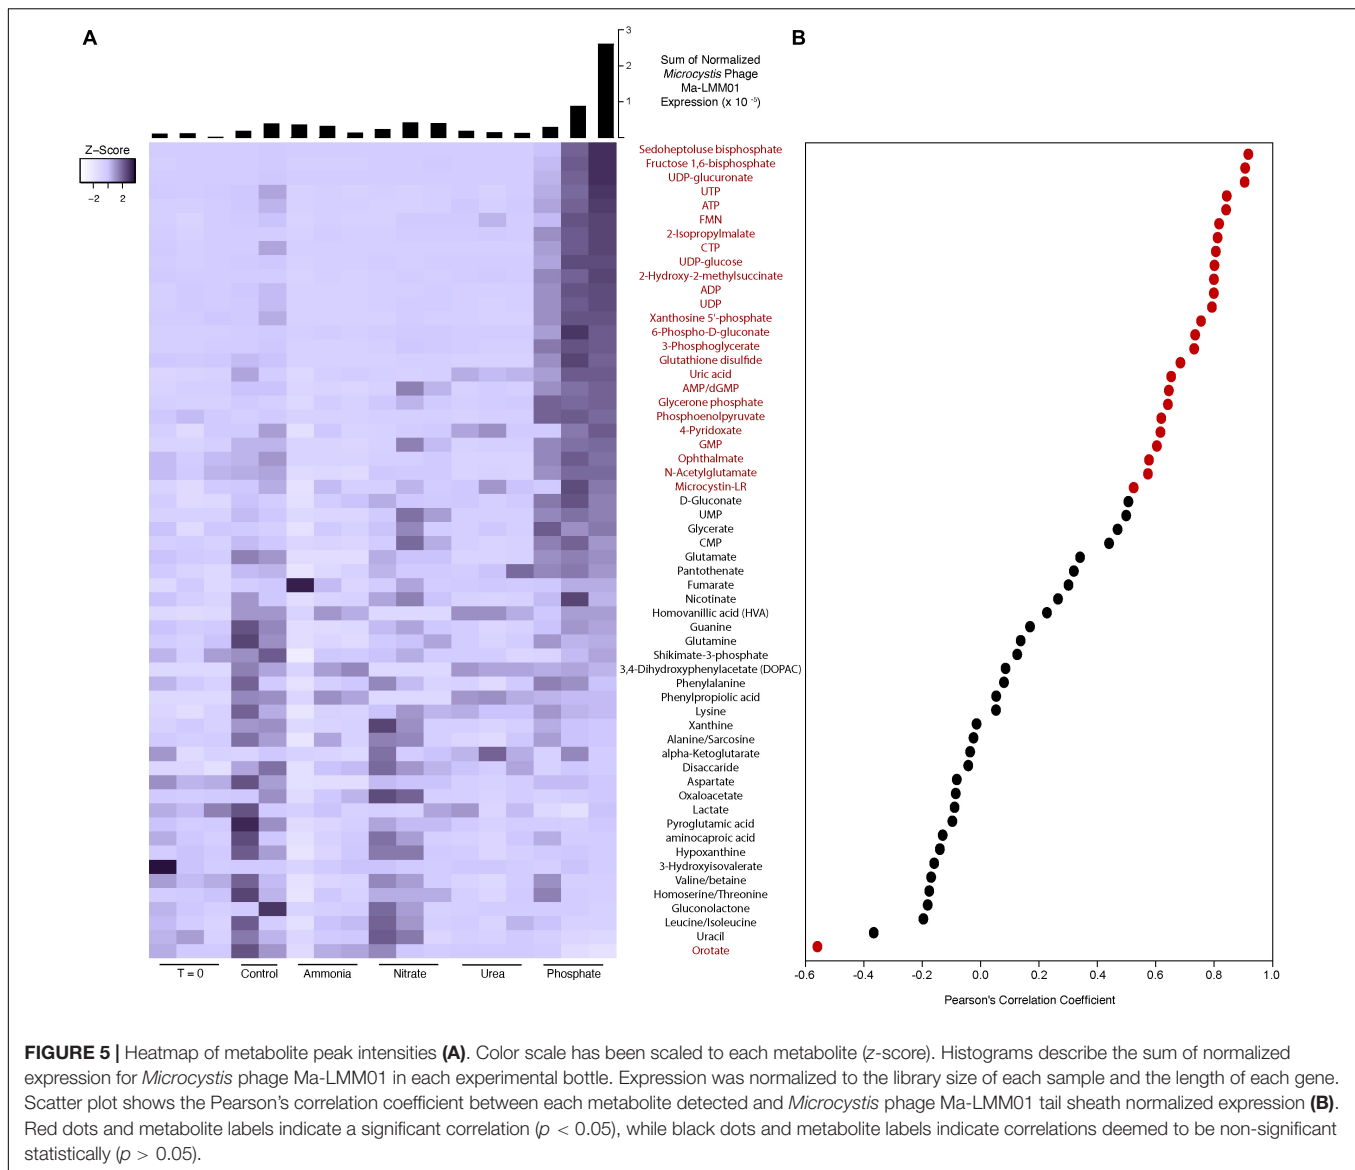 A
B
3
2
1
Sum of Normalized
Microcystis Phage
Ma-LMM01
Expression (x 10 -5)
Z–Score
−2 2
Sedoheptoluse bisphosphate
Fructose 1,6-bisphosphate
UDP-glucuronate
UTP
ATP
FMN
2-Isopropylmalate
CTP
UDP-glucose
2-Hydroxy-2-methylsuccinate
ADP
UDP
Xanthosine 5'-phosphate
6-Phospho-D-gluconate
3-Phosphoglycerate
Glutathione disulfide
Uric acid
AMP/dGMP
Glycerone phosphate
Phosphoenolpyruvate
4-Pyridoxate
GMP
Ophthalmate
N-Acetylglutamate
Microcystin-LR
D-Gluconate
UMP
Glycerate
CMP
Glutamate
Pantothenate
Fumarate
Nicotinate
Homovanillic acid (HVA)
Guanine
Glutamine
Shikimate-3-phosphate
3,4-Dihydroxyphenylacetate (DOPAC)
Phenylalanine
Phenylpropiolic acid
Lysine
Xanthine
Alanine/Sarcosine
alpha-Ketoglutarate
Disaccaride
Aspartate
Oxaloacetate
Lactate
Pyroglutamic acid
aminocaproic acid
Hypoxanthine
3-Hydroxyisovalerate
Valine/betaine
Homoserine/Threonine
Gluconolactone
Leucine/Isoleucine
Uracil
Orotate
T = 0 Control Ammonia Nitrate Urea Phosphate
-0.6 -0.4 -0.2 0.0 0.2 0.4 0.6 0.8 1.0
Pearson's Correlation Coefficient
FIGURE 5 | Heatmap of metabolite peak intensities (A). Color scale has been scaled to each metabolite (z-score). Histograms describe the sum of normalized
expression for Microcystis phage Ma-LMM01 in each experimental bottle. Expression was normalized to the library size of each sample and the length of each gene.
Scatter plot shows the Pearson's correlation coefficient between each metabolite detected and Microcystis phage Ma-LMM01 tail sheath normalized expression (B).
Red dots and metabolite labels indicate a significant correlation (p < 0.05), while black dots and metabolite labels indicate correlations deemed to be non-significant
statistically (p > 0.05).